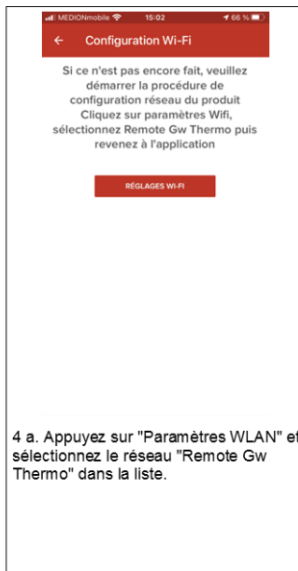 MEDIONmobile 15:02 66 %
← Configuration Wi-Fi
Si ce n'est pas encore fait, veuillez
démarrer la procédure de
configuration réseau du produit
Cliquez sur paramètres Wifi,
sélectionnez Remote Gw Thermo puis
revenez à l'application
RÉGLAGES WI-FI
4 a. Appuyez sur "Paramètres WLAN" et
sélectionnez le réseau "Remote Gw
Thermo" dans la liste.